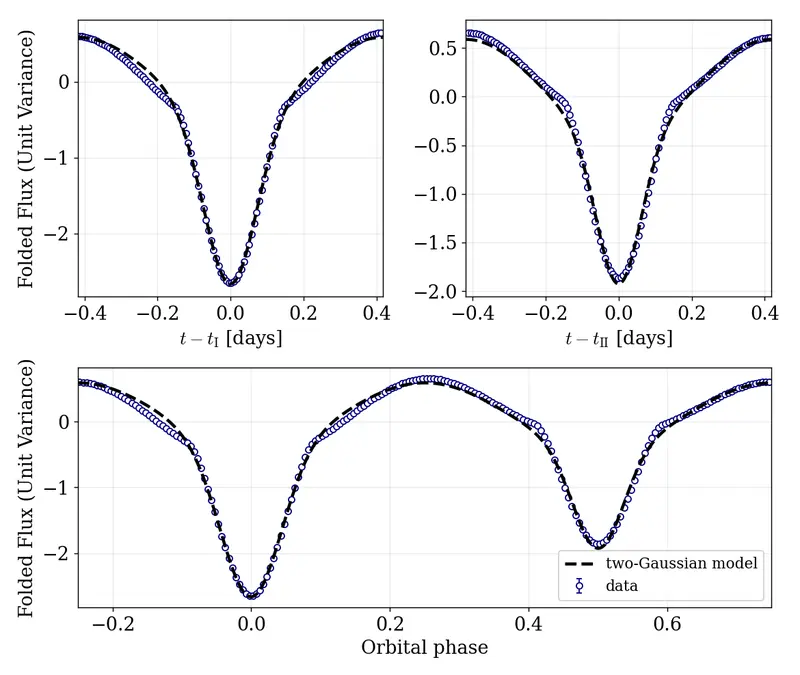 Folded Flux (Unit Variance)
0
−1
−2
−0.4 −0.2 0.0 0.2 0.4
t − tI [days]
0.5
0.0
−0.5
−1.0
−1.5
−2.0
−0.4 −0.2 0.0 0.2 0.4
t − tII [days]
Folded Flux (Unit Variance)
0
−1
−2
two-Gaussian model
data
−0.2 0.0 0.2 0.4 0.6
Orbital phase